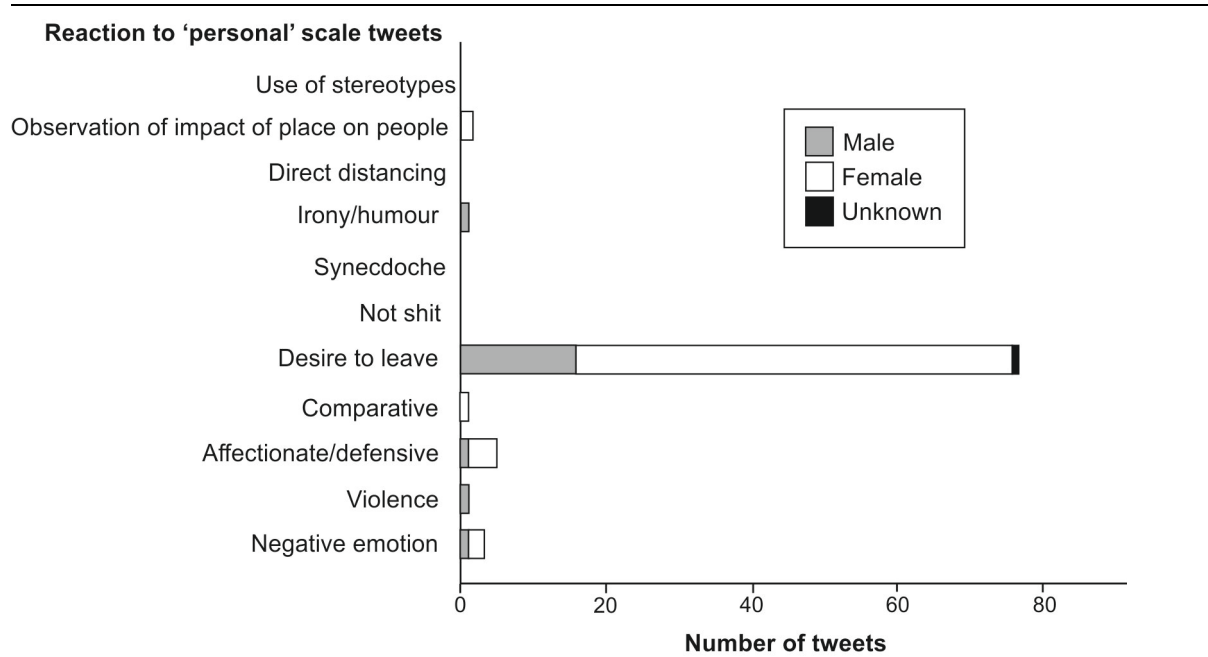 Reaction to ‘personal’ scale tweets
Use of stereotypes
Observation of impact of place on people
Direct distancing
Irony/humour
Synecdoche
Not shit
Desire to leave
Comparative
Affectionate/defensive
Violence
Negative emotion
Male
Female
Unknown
0 20 40 60 80
Number of tweets